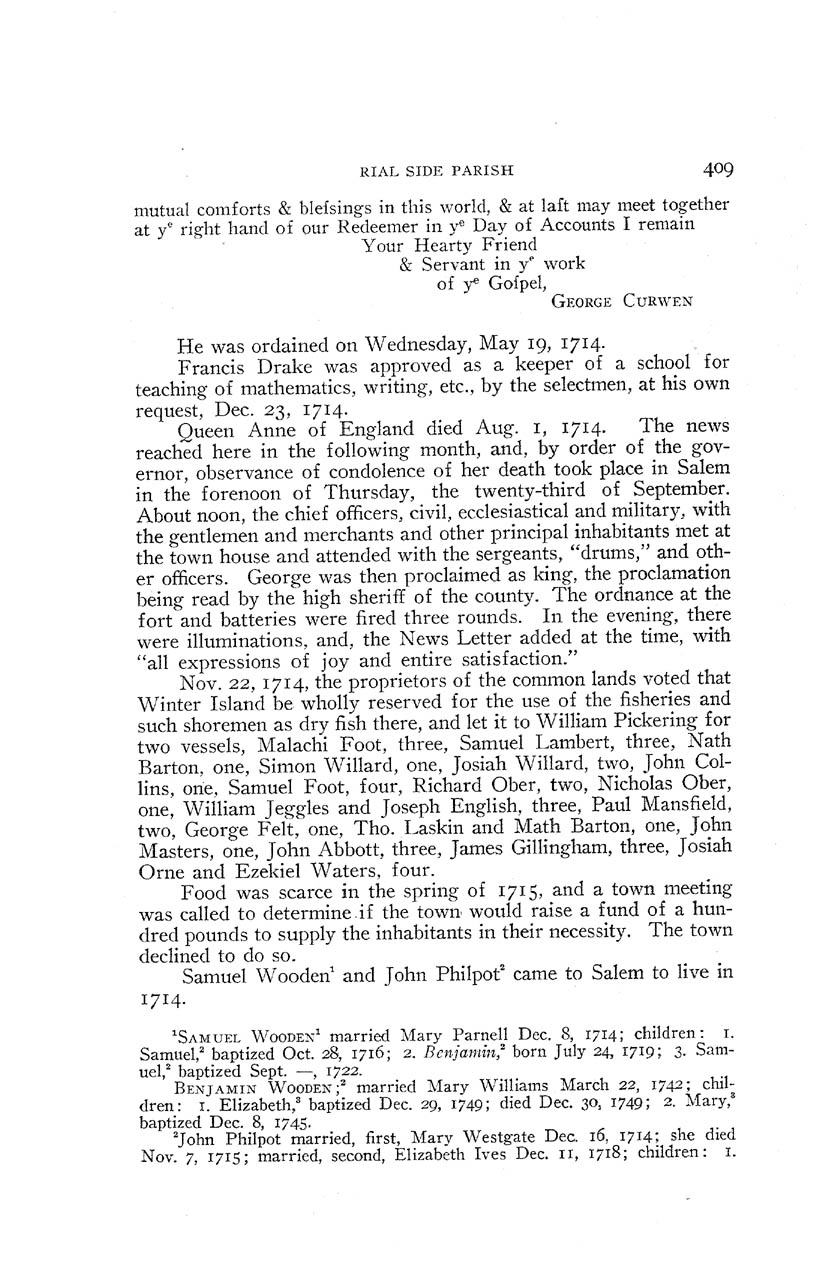 RIAL SIDE PARISH 409
mutual comforts & bleſsings in this world, & at laſt may meet together
at yᵉ right hand of our Redeemer in yᵉ Day of Accounts I remain
Your Hearty Friend
& Servant in yᵉ work
of yᵉ Goſpel,
GEORGE CURWEN
He was ordained on Wednesday, May 19, 1714.
Francis Drake was approved as a keeper of a school for
teaching of mathematics, writing, etc., by the selectmen, at his own
request, Dec. 23, 1714.
Queen Anne of England died Aug. 1, 1714. The news
reached here in the following month, and, by order of the gov-
ernor, observance of condolence of her death took place in Salem
in the forenoon of Thursday, the twenty-third of September.
About noon, the chief officers, civil, ecclesiastical and military, with
the gentlemen and merchants and other principal inhabitants met at
the town house and attended with the sergeants, “drums,” and oth-
er officers. George was then proclaimed as king, the proclamation
being read by the high sheriff of the county. The ordnance at the
fort and batteries were fired three rounds. In the evening, there
were illuminations, and, the News Letter added at the time, with
“all expressions of joy and entire satisfaction.”
Nov. 22, 1714, the proprietors of the common lands voted that
Winter Island be wholly reserved for the use of the fisheries and
such shoremen as dry fish there, and let it to William Pickering for
two vessels, Malachi Foot, three, Samuel Lambert, three, Nath
Barton, one, Simon Willard, one, Josiah Willard, two, John Col-
lins, one, Samuel Foot, four, Richard Ober, two, Nicholas Ober,
one, William Jeggles and Joseph English, three, Paul Mansfield,
two, George Felt, one, Tho. Laskin and Math Barton, one, John
Masters, one, John Abbott, three, James Gillingham, three, Josiah
Orne and Ezekiel Waters, four.
Food was scarce in the spring of 1715, and a town meeting
was called to determine if the town would raise a fund of a hun-
dred pounds to supply the inhabitants in their necessity. The town
declined to do so.
Samuel Wooden¹ and John Philpot² came to Salem to live in
1714.
¹SAMUEL WOODEN¹ married Mary Parnell Dec. 8, 1714; children: 1.
Samuel,² baptized Oct. 28, 1716; 2. Benjamin,² born July 24, 1719; 3. Sam-
uel,² baptized Sept. —, 1722.
BENJAMIN WOODEN;² married Mary Williams March 22, 1742; chil-
dren: 1. Elizabeth,³ baptized Dec. 29, 1749; died Dec. 30, 1749; 2. Mary,³
baptized Dec. 8, 1745.
²John Philpot married, first, Mary Westgate Dec. 16, 1714; she died
Nov. 7, 1715; married, second, Elizabeth Ives Dec. 11, 1718; children: 1.